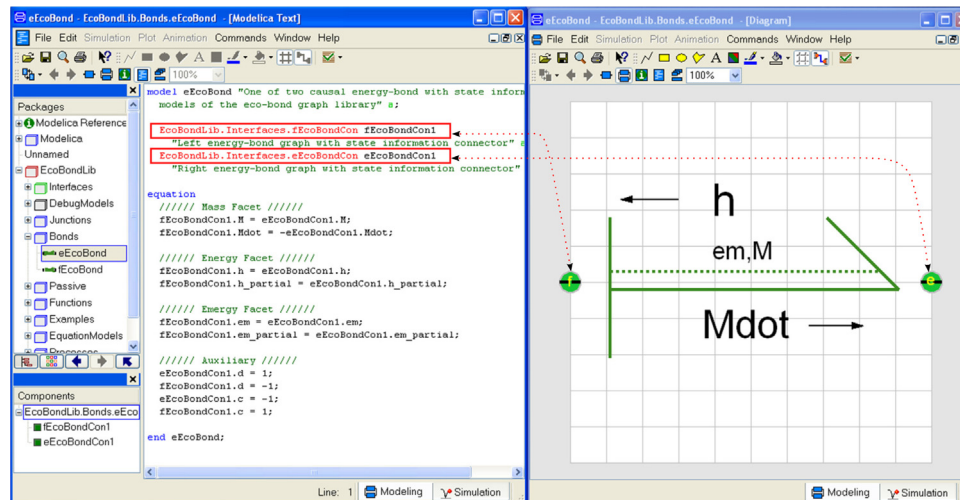 eEcoBond - EcoBondLib.Bonds.eEcoBond - [Modelica Text]
File Edit Simulation Plot Animation Commands Window Help
100%
Packages
Modelica Reference
Modelica
Unnamed
EcoBondLib
Interfaces
DebugModels
Junctions
Bonds
eEcoBond
fEcoBond
Passive
Functions
Examples
EquationModels
Processes
Components
EcoBondLib.Bonds.eEco
fEcoBondCon1
eEcoBondCon1
model eEcoBond "One of two causal energy-bond with state inform
models of the eco-bond graph library" a;
EcoBondLib.Interfaces.fEcoBondCon fEcoBondCon1
"Left energy-bond graph with state information connector" a
EcoBondLib.Interfaces.eEcoBondCon eEcoBondCon1
"Right energy-bond graph with state information connector"
equation
////// Mass Facet //////
fEcoBondCon1.M = eEcoBondCon1.M;
fEcoBondCon1.Mdot = -eEcoBondCon1.Mdot;
////// Energy Facet //////
fEcoBondCon1.h = eEcoBondCon1.h;
fEcoBondCon1.h_partial = eEcoBondCon1.h_partial;
////// Emergy Facet //////
fEcoBondCon1.em = eEcoBondCon1.em;
fEcoBondCon1.em_partial = eEcoBondCon1.em_partial;
////// Auxiliary //////
eEcoBondCon1.d = 1;
fEcoBondCon1.d = -1;
eEcoBondCon1.c = -1;
fEcoBondCon1.c = 1;
end eEcoBond;
Line: 1 Modeling Simulation
eEcoBond - EcoBondLib.Bonds.eEcoBond - [Diagram]
File Edit Simulation Plot Animation Commands Window Help
100%
h
em,M
f e
Mdot
Modeling Simulation